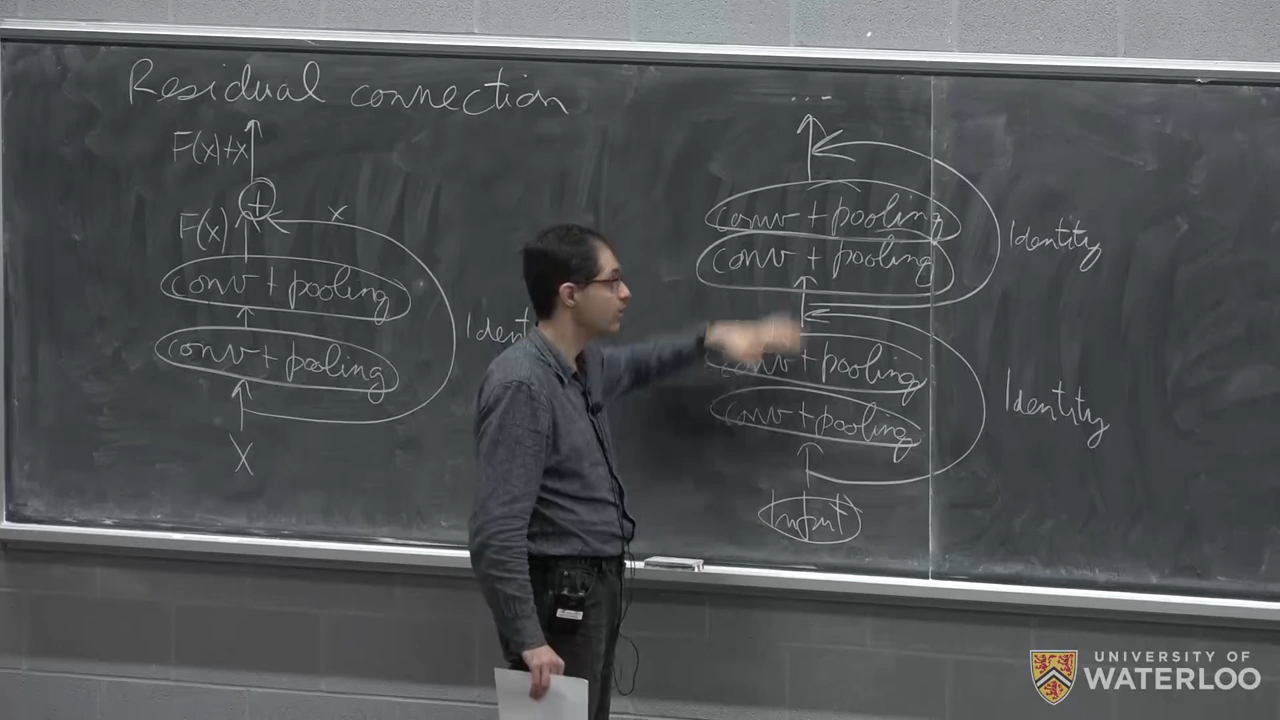 Residual connection
F(x)+x
+
x
F(x)
conv + pooling
conv + pooling
X
...
conv + pooling
conv + pooling
Identity
conv + pooling
conv + pooling
Identity
Input
UNIVERSITY OF
WATERLOO